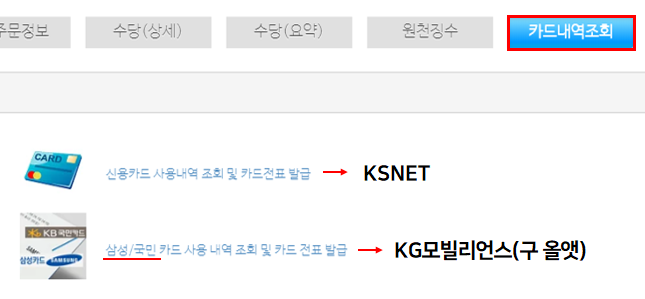 주문정보 수당(상세) 수당(요약) 원천징수 카드내역조회
CARD
신용카드 사용내역 조회 및 카드전표 발급 → KSNET
KB국민카드
삼성카드 SAMSUNG
삼성/국민 카드 사용 내역 조회 및 카드 전표 발급 → KG모빌리언스(구 올앳)